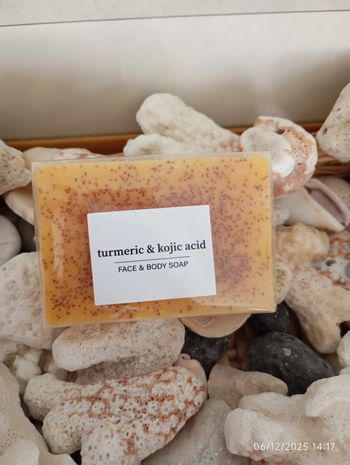 turmeric & kojic acid
FACE & BODY SOAP
06/12/2025 14:17